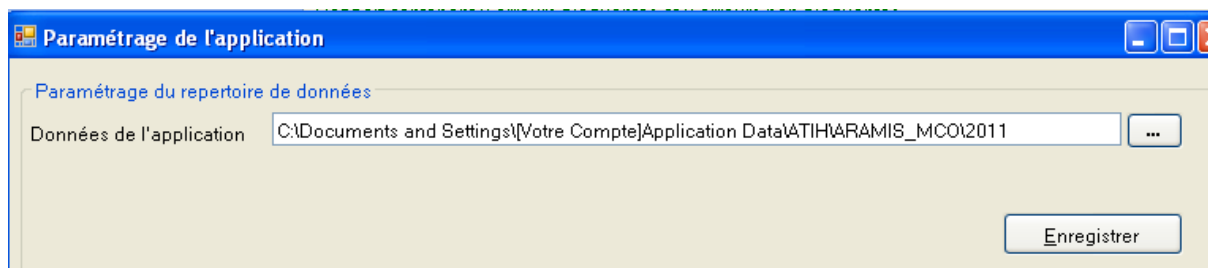 Paramétrage de l'application
Paramétrage du repertoire de données
Données de l'application C:\Documents and Settings\[Votre Compte]Application Data\ATIH\ARAMIS_MCO\2011 ...
Enregistrer